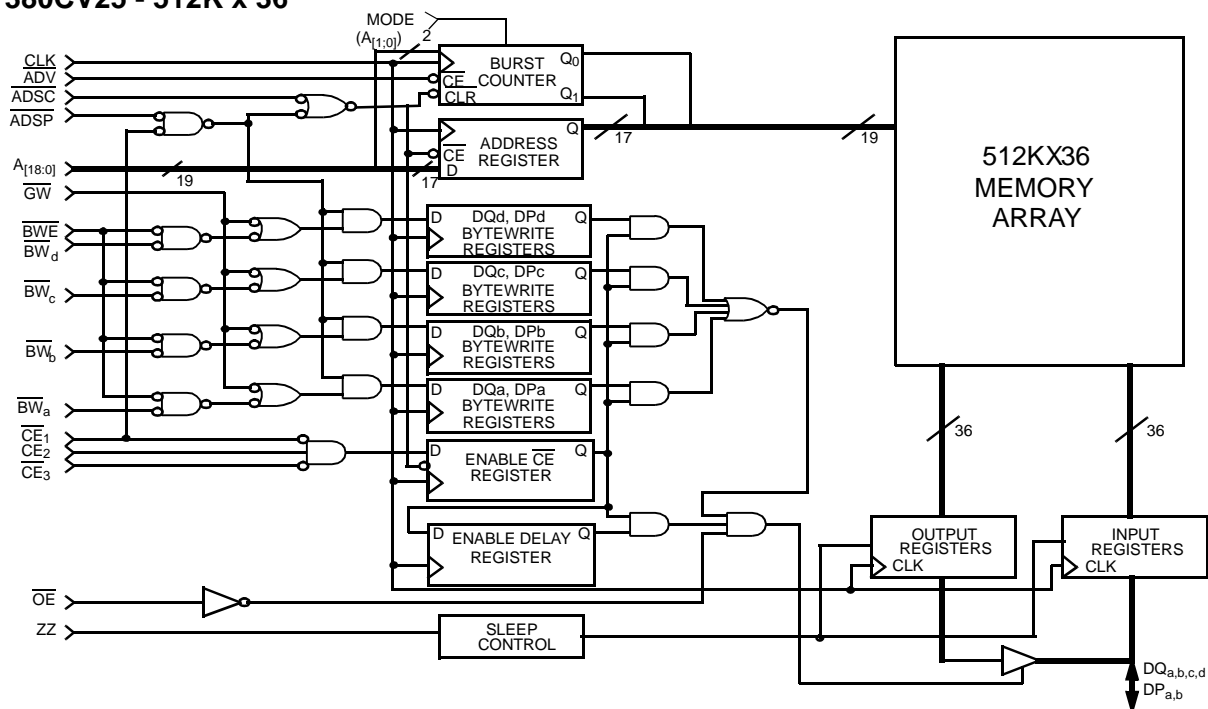 380CV25 - 512K x 36
MODE
(A[1;0])
2
CLK
ADV
ADSC
ADSP
A[18:0]
GW
BWE
BWd
BWc
BWb
BWa
CE1
CE2
CE3
OE
ZZ
19
17
BURST
COUNTER
CE
CLR
Q0
Q1
ADDRESS
REGISTER
CE
D
Q
17
19
512KX36
MEMORY
ARRAY
D
DQd, DPd
BYTEWRITE
REGISTERS
Q
D
DQc, DPc
BYTEWRITE
REGISTERS
Q
D
DQb, DPb
BYTEWRITE
REGISTERS
Q
D
DQa, DPa
BYTEWRITE
REGISTERS
Q
D
ENABLE CE
REGISTER
Q
D
ENABLE DELAY
REGISTER
Q
SLEEP
CONTROL
36
36
OUTPUT
REGISTERS
CLK
INPUT
REGISTERS
CLK
DQa,b,c,d
DPa,b